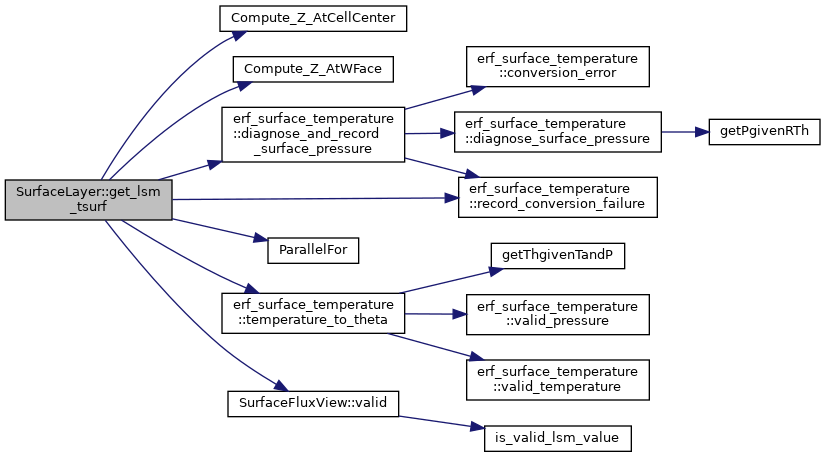 Compute_Z_AtCellCenter
Compute_Z_AtWFace
erf_surface_temperature
::conversion_error
erf_surface_temperature
::diagnose_and_record
_surface_pressure
erf_surface_temperature
::diagnose_surface_pressure
getPgivenRTh
SurfaceLayer::get_lsm
_tsurf
erf_surface_temperature
::record_conversion_failure
ParallelFor
getThgivenTandP
erf_surface_temperature
::temperature_to_theta
erf_surface_temperature
::valid_pressure
erf_surface_temperature
::valid_temperature
SurfaceFluxView::valid
is_valid_lsm_value